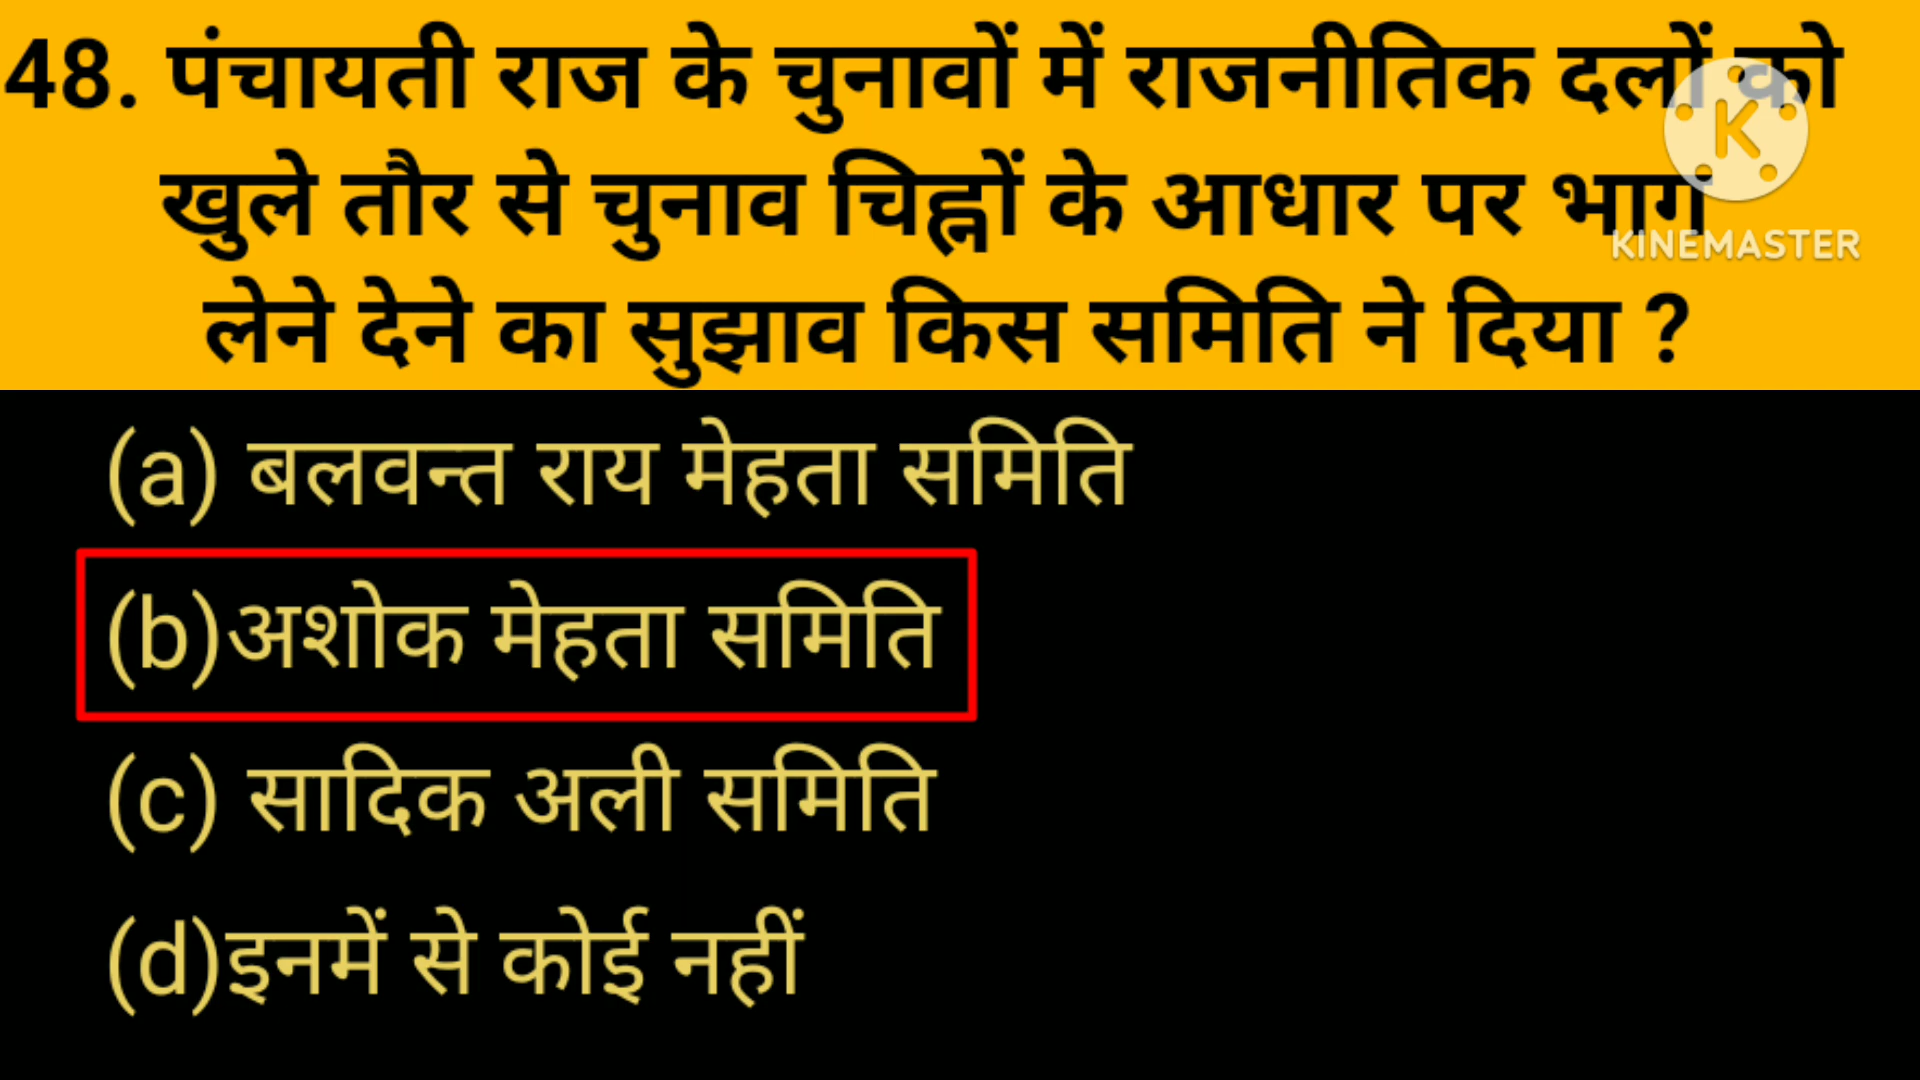 48. पंचायती राज के चुनावों में राजनीतिक दलों को
खुले तौर से चुनाव चिह्नों के आधार पर भाग
KINEMASTER
लेने देने का सुझाव किस समिति ने दिया ?
(a) बलवन्त राय मेहता समिति
(b)अशोक मेहता समिति
(c) सादिक अली समिति
(d)इनमें से कोई नहीं